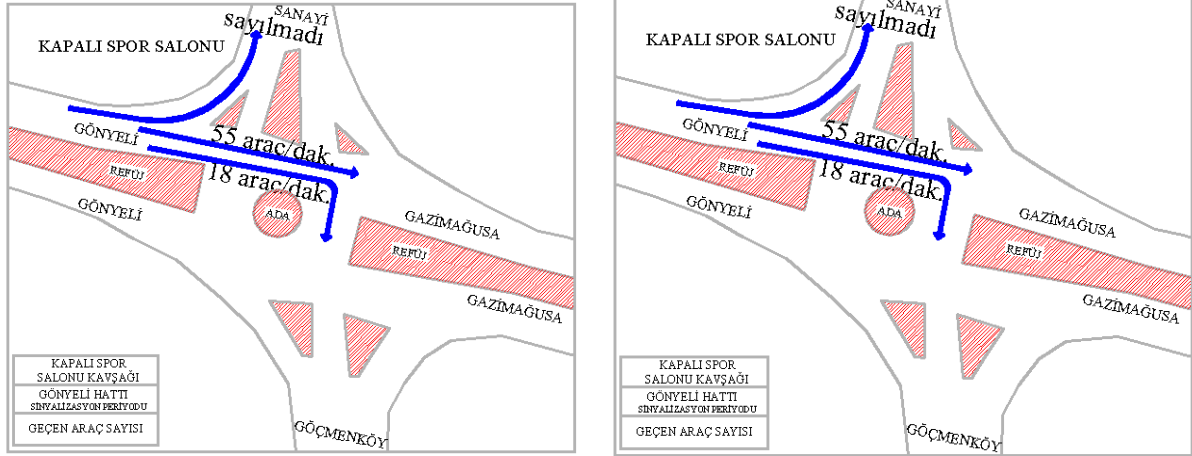 SANAYİ
sayılmadı
KAPALI SPOR SALONU
GÖNYELİ
55 araç/dak.
18 araç/dak.
REFÜJ
GÖNYELİ
ADA
GAZİMAĞUSA
REFÜJ
GAZİMAĞUSA
KAPALI SPOR
SALONU KAVŞAĞI
GÖNYELİ HATTI
SİNYALİZASYON PERİYODU
GEÇEN ARAÇ SAYISI
GÖÇMENKÖY
SANAYİ
sayılmadı
KAPALI SPOR SALONU
GÖNYELİ
55 araç/dak.
18 araç/dak.
REFÜJ
GÖNYELİ
ADA
GAZİMAĞUSA
REFÜJ
GAZİMAĞUSA
KAPALI SPOR
SALONU KAVŞAĞI
GÖNYELİ HATTI
SİNYALİZASYON PERİYODU
GEÇEN ARAÇ SAYISI
GÖÇMENKÖY